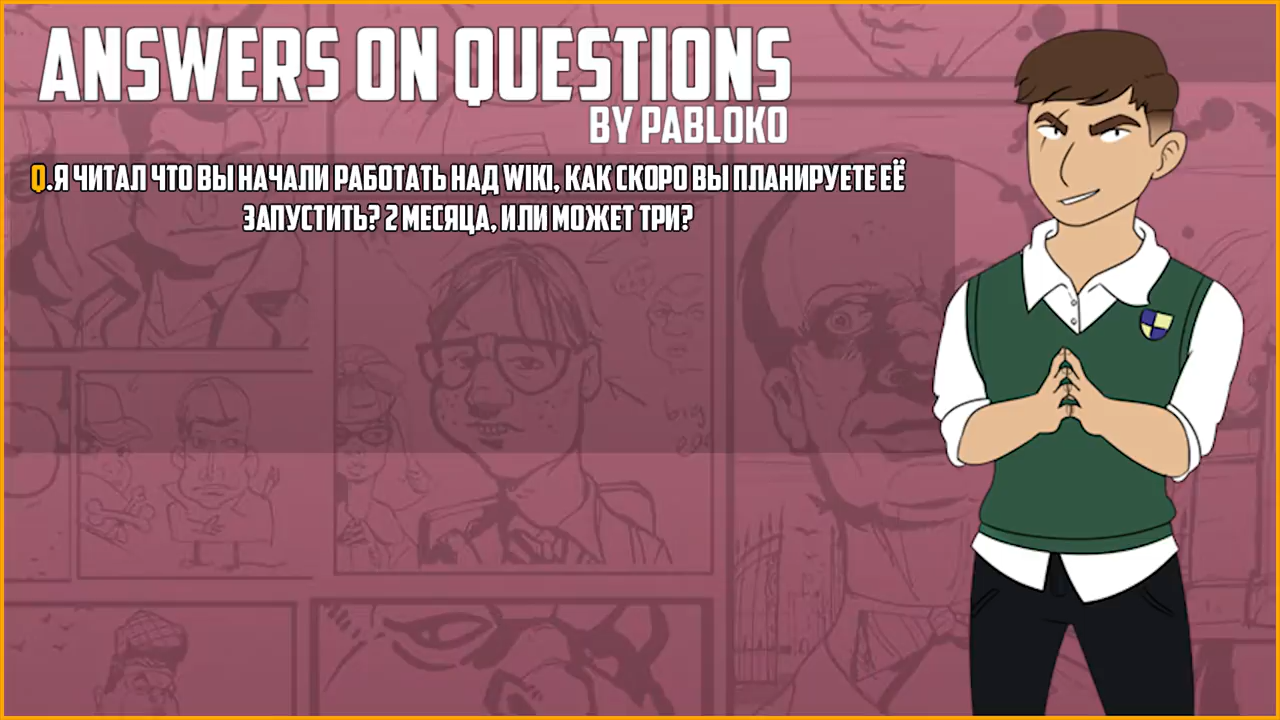 ANSWERS ON QUESTIONS
BY PABLOKO
Q.Я ЧИТАЛ ЧТО ВЫ НАЧАЛИ РАБОТАТЬ НАД WIKI, КАК СКОРО ВЫ ПЛАНИРУЕТЕ ЕЁ
ЗАПУСТИТЬ? 2 МЕСЯЦА, ИЛИ МОЖЕТ ТРИ?